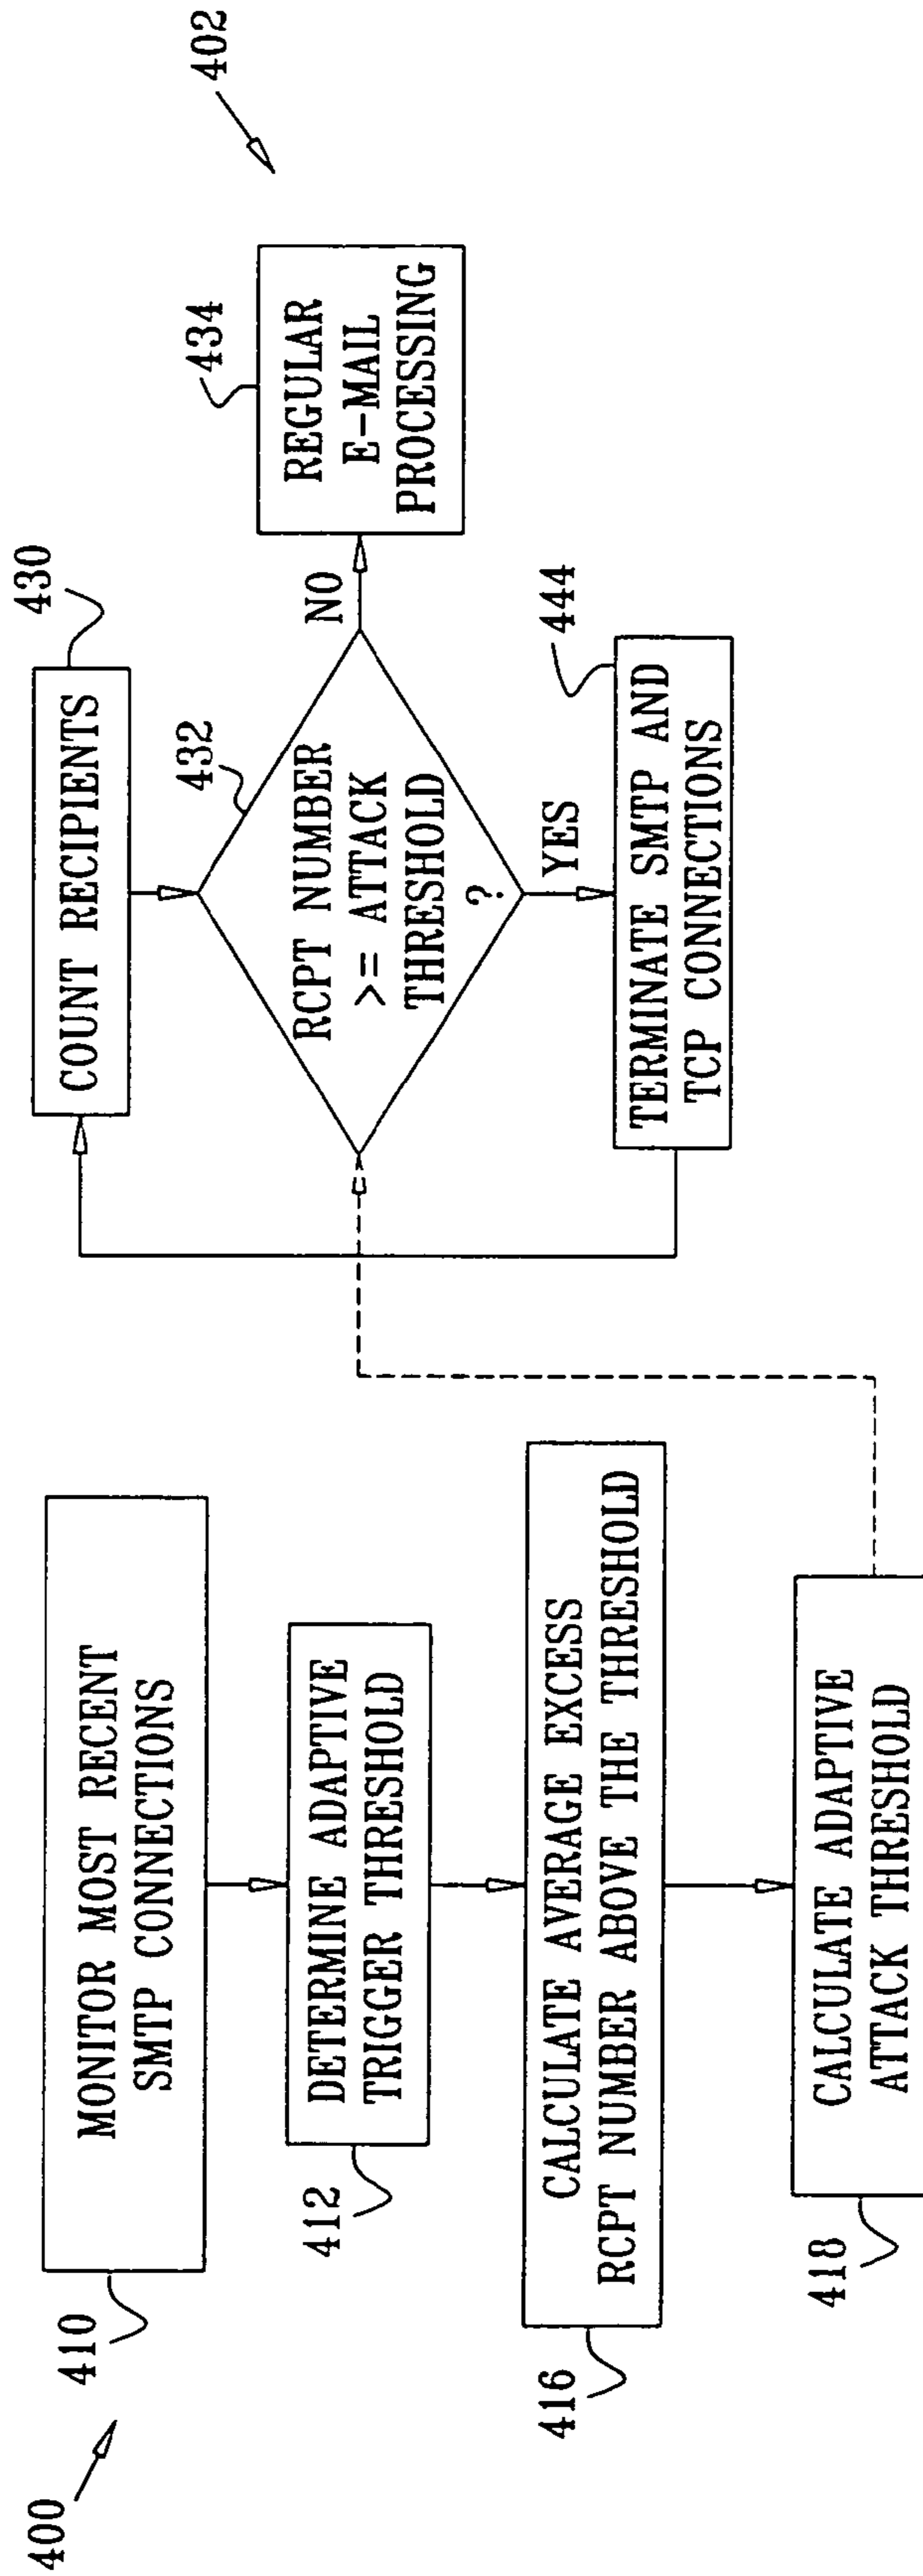 400
410
MONITOR MOST RECENT
SMTP CONNECTIONS
412
DETERMINE ADAPTIVE
TRIGGER THRESHOLD
416
CALCULATE AVERAGE EXCESS
RCPT NUMBER ABOVE THE THRESHOLD
418
CALCULATE ADAPTIVE
ATTACK THRESHOLD
402
430
COUNT RECIPIENTS
432
RCPT NUMBER
>= ATTACK
THRESHOLD
?
NO
434
REGULAR
E-MAIL
PROCESSING
YES
444
TERMINATE SMTP AND
TCP CONNECTIONS